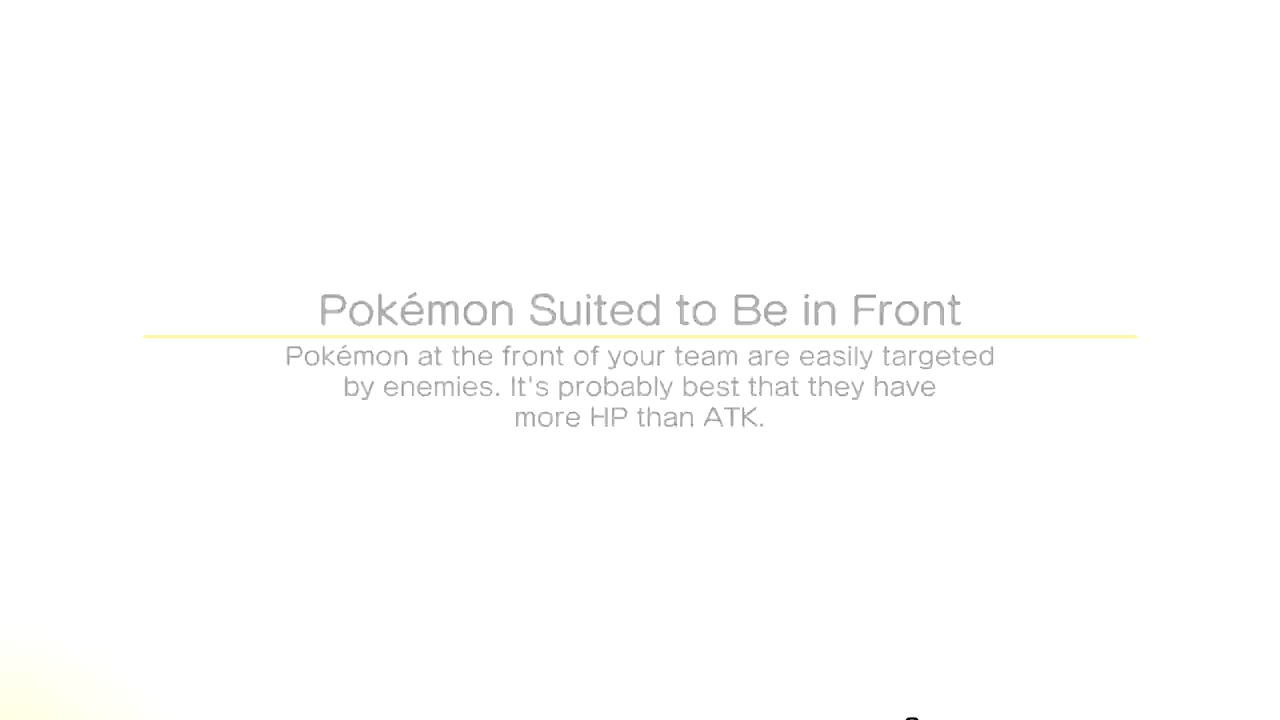 Pokémon Suited to Be in Front
Pokémon at the front of your team are easily targeted
by enemies. It's probably best that they have
more HP than ATK.